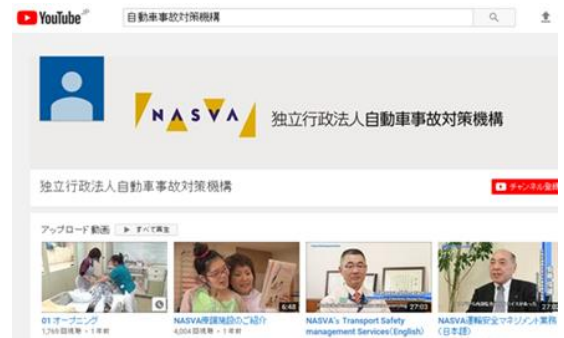 YouTube JP
自動車事故対策機構
NASVA 独立行政法人自動車事故対策機構
独立行政法人自動車事故対策機構
チャンネル登録
アップロード動画 ▶ すべて再生
6:48
27:03
01 オープニング
1,769 回視聴 • 1 年前
NASVA療護施設のご紹介
4,004 回視聴 • 1 年前
NASVA's Transport Safety
management Services(English)
NASVA運輸安全マネジメント業務
(日本語)